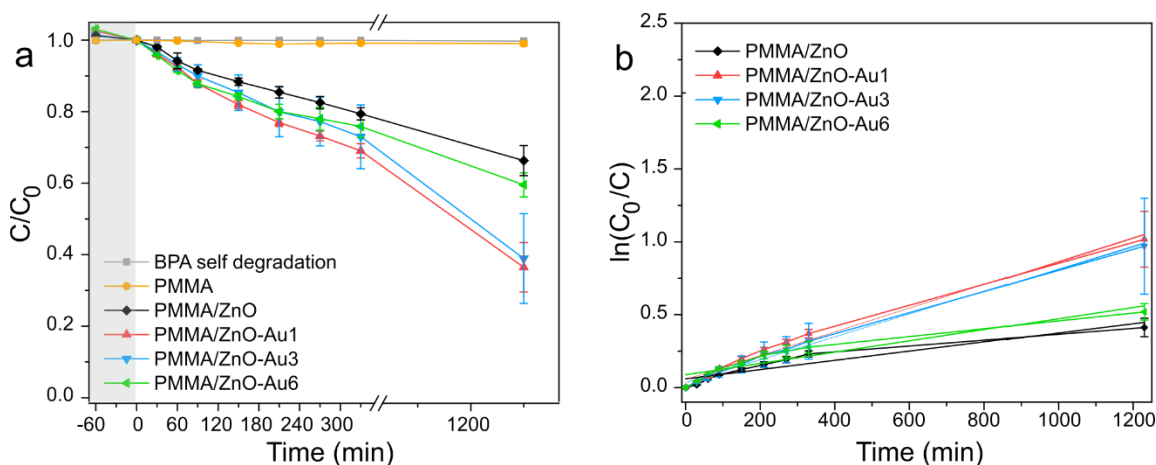 a
1.0
0.8
0.6
0.4
0.2
0.0
C/C0
BPA self degradation
PMMA
PMMA/ZnO
PMMA/ZnO-Au1
PMMA/ZnO-Au3
PMMA/ZnO-Au6
-60 0 60 120 190 270 300 1200
Time (min)
b
2.5
2.0
1.5
1.0
0.5
0.0
ln(C0/C)
PMMA/ZnO
PMMA/ZnO-Au1
PMMA/ZnO-Au3
PMMA/ZnO-Au6
0 200 400 600 800 1000 1200
Time (min)